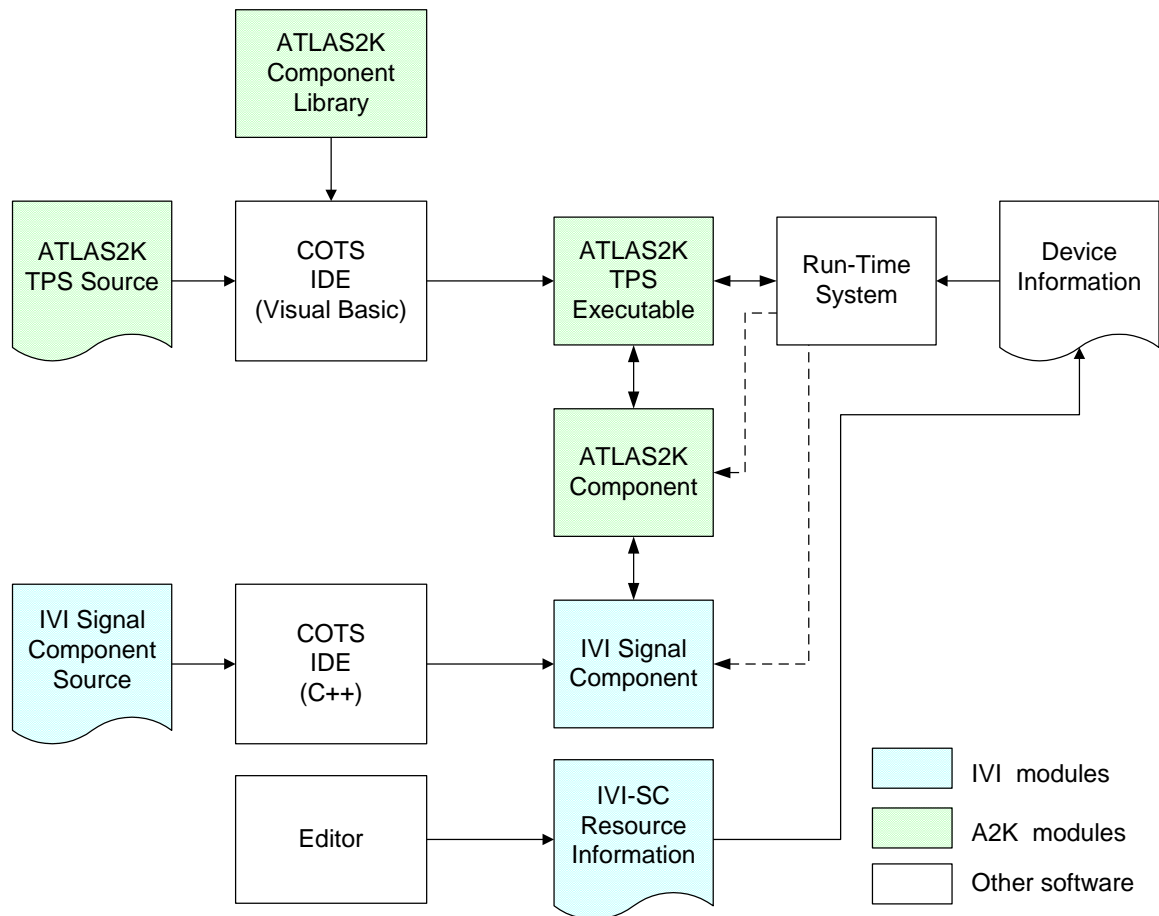 ATLAS2K
Component
Library
ATLAS2K
TPS Source
COTS
IDE
(Visual Basic)
ATLAS2K
TPS
Executable
Run-Time
System
Device
Information
ATLAS2K
Component
IVI Signal
Component
Source
COTS
IDE
(C++)
IVI Signal
Component
Editor
IVI-SC
Resource
Information
IVI modules
A2K modules
Other software